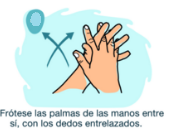 Frótese las palmas de las manos entre
sí, con los dedos entrelazados.